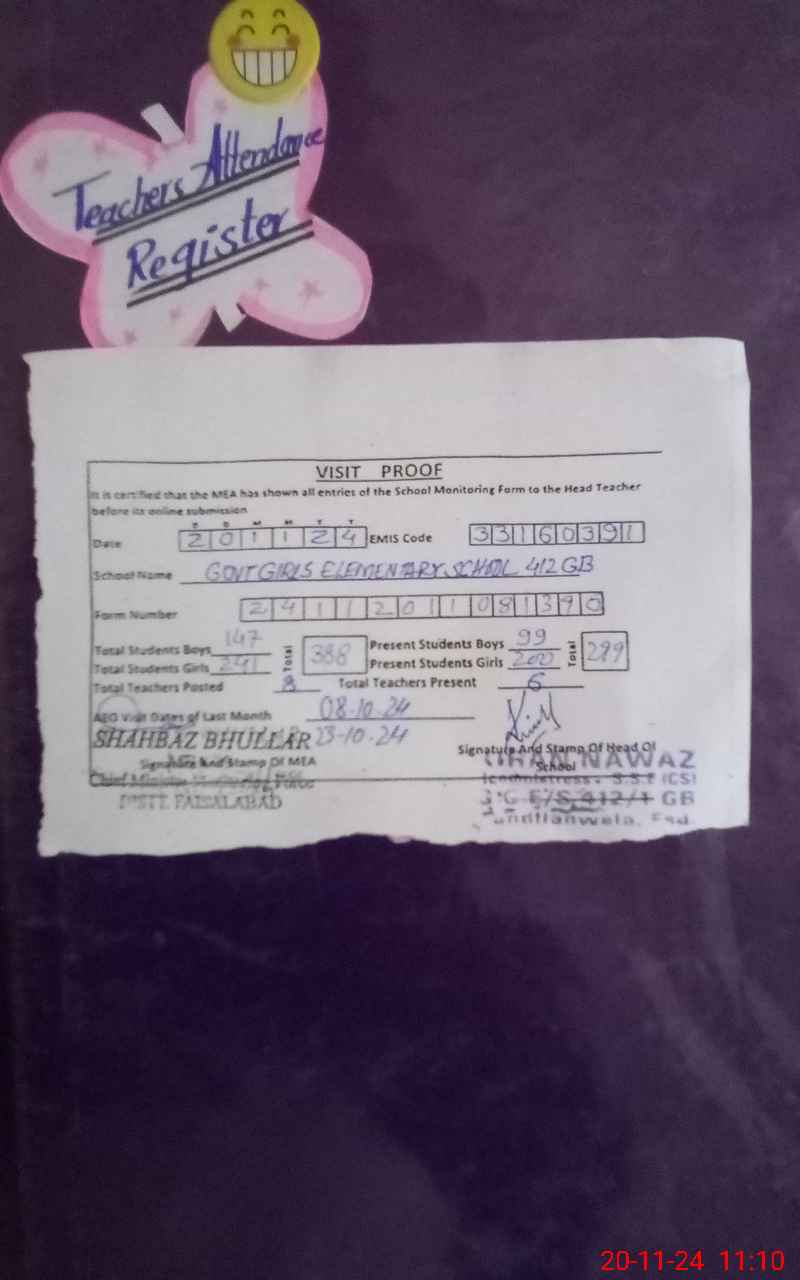 Teachers Attendance
Register
VISIT PROOF
It is certified that the MEA has shown all entries of the School Monitoring Form to the Head Teacher
before its online submission
D D M M Y Y
Date 2 0 1 1 2 4 EMIS Code 3 3 1 6 0 3 9 1
School Name GOVT GIRLS ELEMENTARY SCHOOL 412 GB
Form Number 2 4 1 1 2 0 1 1 0 8 1 3 9 0
Total Students Boys 147 Total 388 Present Students Boys 99 Total 299
Total Students Girls 241 Present Students Girls 200
Total Teachers Posted 8 Total Teachers Present 6
AEO Visit Dates of Last Month 08-10-24
SHAHBAZ BHULLAR 23-10-24
Signature And Stamp Of MEA
Signature And Stamp Of Head Of
School
NAWAZ
Chief Minister Monitoring Force
DISTT. FAISALABAD
S.S.E (CS)
E/S 412/1 GB
20-11-24 11:10